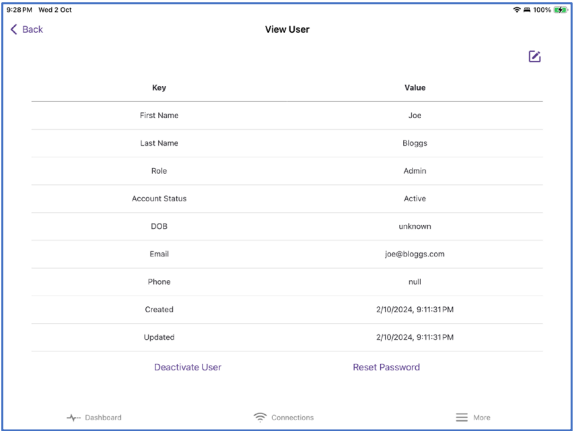 9:28 PM Wed 2 Oct 100%
Back View User
Key Value
First Name Joe
Last Name Bloggs
Role Admin
Account Status Active
DOB unknown
Email joe@bloggs.com
Phone null
Created 2/10/2024, 9:11:31 PM
Updated 2/10/2024, 9:11:31 PM
Deactivate User Reset Password
Dashboard Connections More